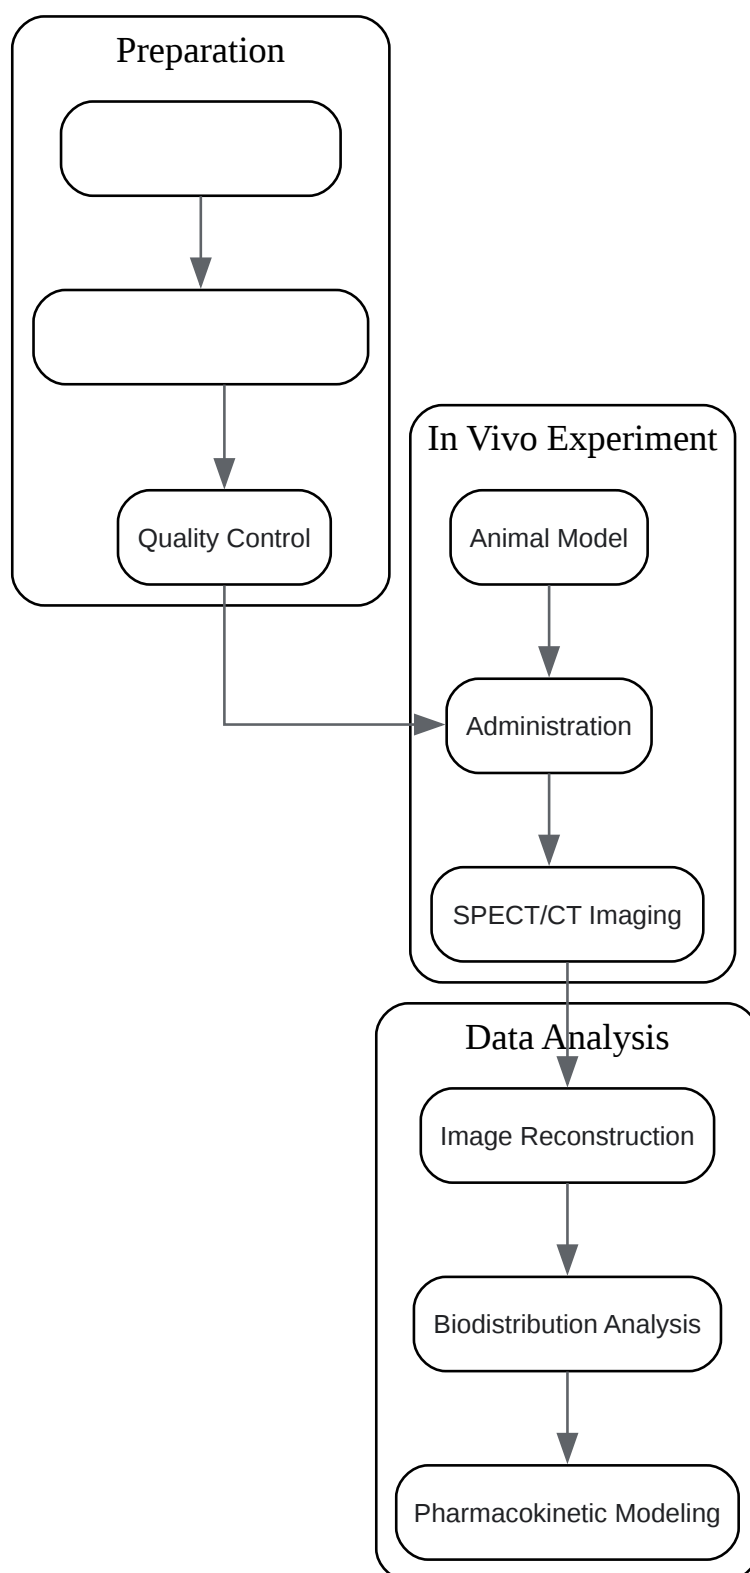 Preparation
Quality Control
In Vivo Experiment
Animal Model
Administration
SPECT/CT Imaging
Data Analysis
Image Reconstruction
Biodistribution Analysis
Pharmacokinetic Modeling